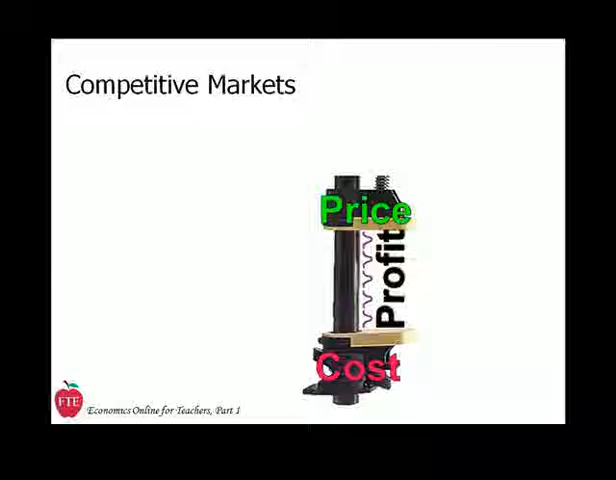 Competitive Markets
Price
Profit
Cost
FTE
Economics Online for Teachers, Part 1